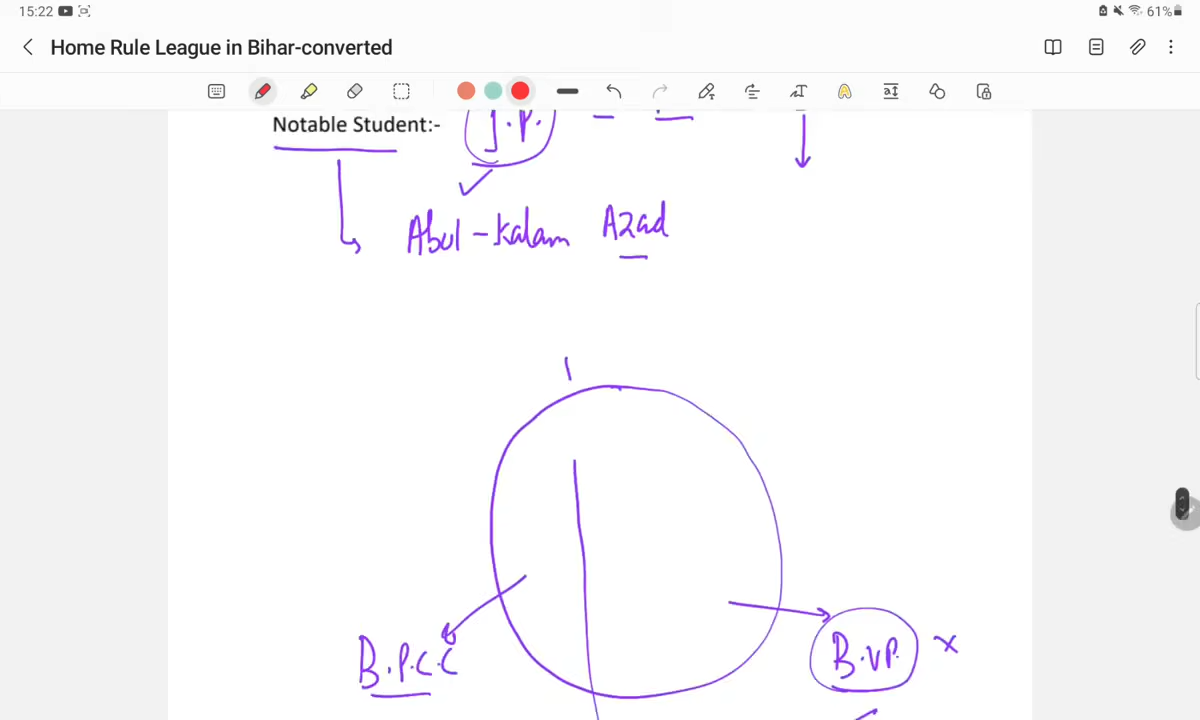 15:22 61%
Home Rule League in Bihar-converted
Notable Student:- J.P.
Abul-Kalam Azad
B.P.C.C
B.V.P. x